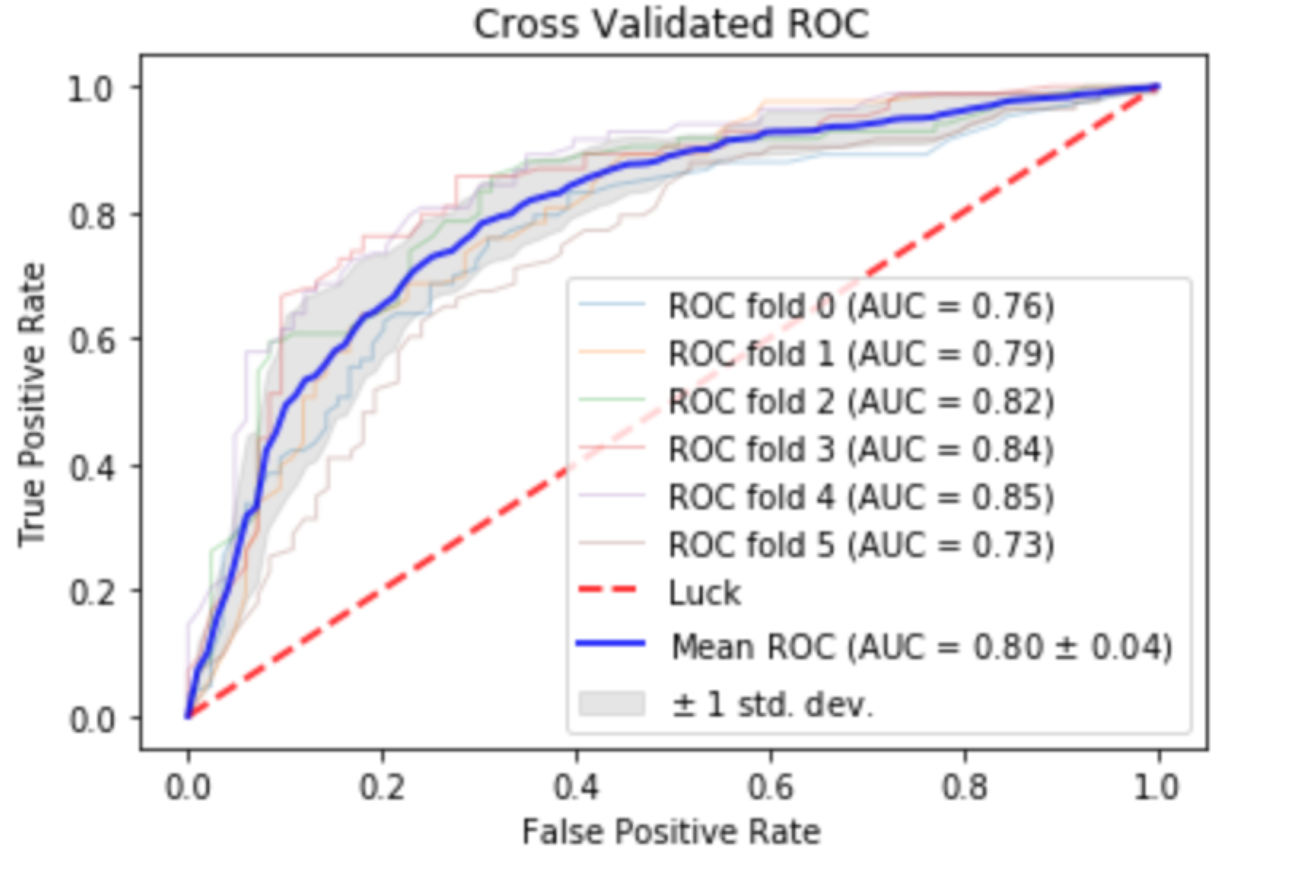 Cross Validated ROC
True Positive Rate
1.0
0.8
0.6
0.4
0.2
0.0
ROC fold 0 (AUC = 0.76)
ROC fold 1 (AUC = 0.79)
ROC fold 2 (AUC = 0.82)
ROC fold 3 (AUC = 0.84)
ROC fold 4 (AUC = 0.85)
ROC fold 5 (AUC = 0.73)
Luck
Mean ROC (AUC = 0.80 ± 0.04)
± 1 std. dev.
0.0 0.2 0.4 0.6 0.8 1.0
False Positive Rate